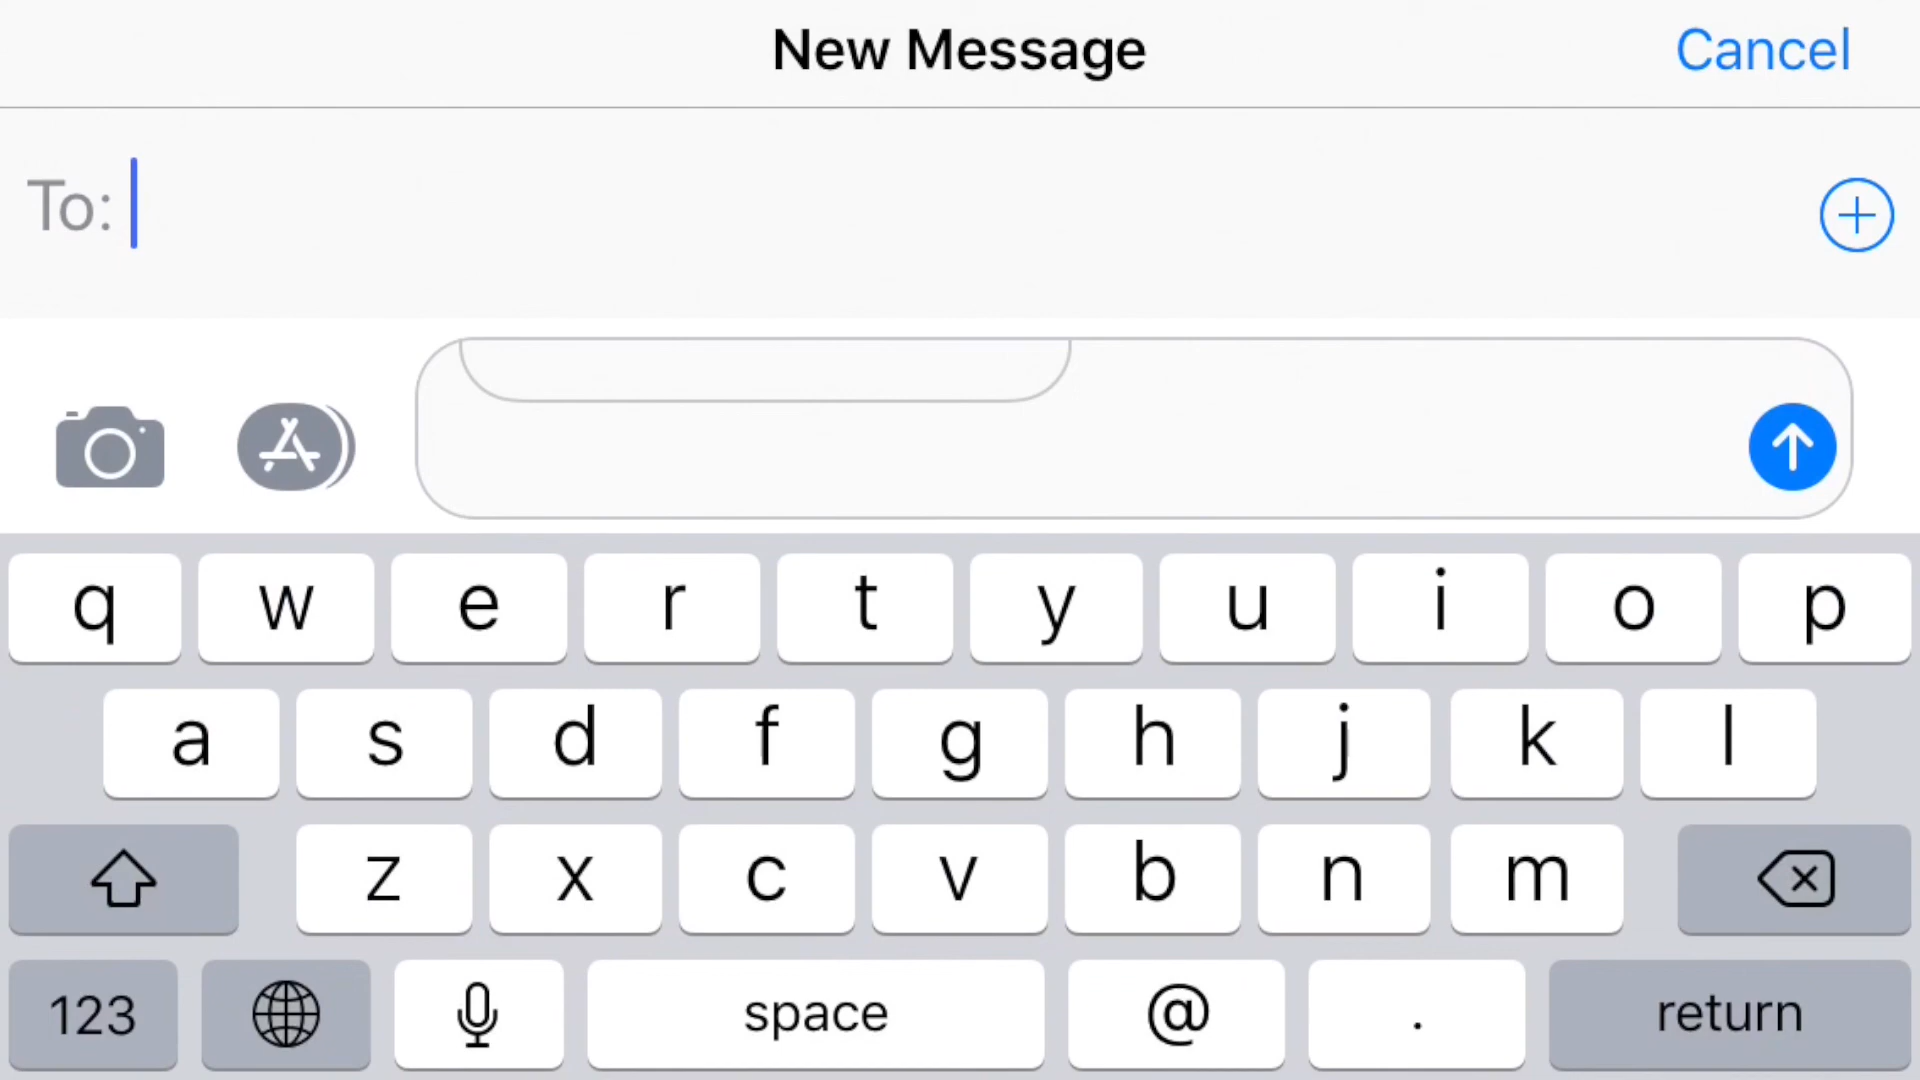 New Message Cancel
To:
q w e r t y u i o p
a s d f g h j k l
z x c v b n m
123 space @ . return